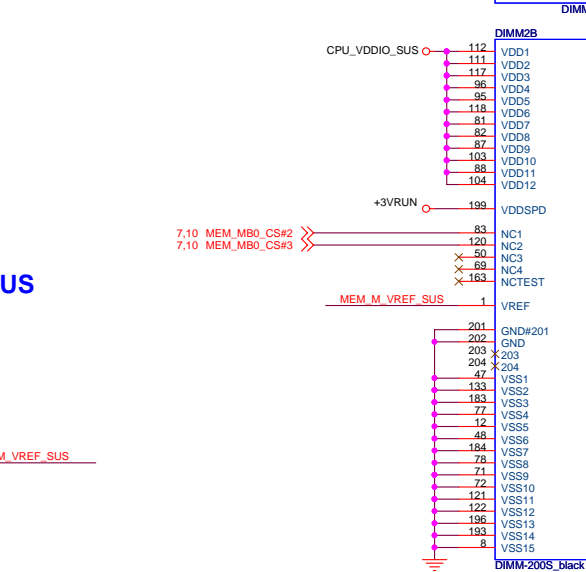 DIMM
DIMM2B
CPU_VDDIO_SUS 112 VDD1
111 VDD2
117 VDD3
96 VDD4
95 VDD5
118 VDD6
81 VDD7
82 VDD8
87 VDD9
103 VDD10
88 VDD11
104 VDD12
+3VRUN 199 VDDSPD
7,10 MEM_MB0_CS#2 83 NC1
7,10 MEM_MB0_CS#3 120 NC2
50 NC3
69 NC4
163 NCTEST
US
MEM_M_VREF_SUS 1 VREF
201 GND#201
202 GND
203 203
204 204
47 VSS1
133 VSS2
183 VSS3
77 VSS4
12 VSS5
48 VSS6
M_VREF_SUS
184 VSS7
78 VSS8
71 VSS9
72 VSS10
121 VSS11
122 VSS12
196 VSS13
193 VSS14
8 VSS15
DIMM-200S_black